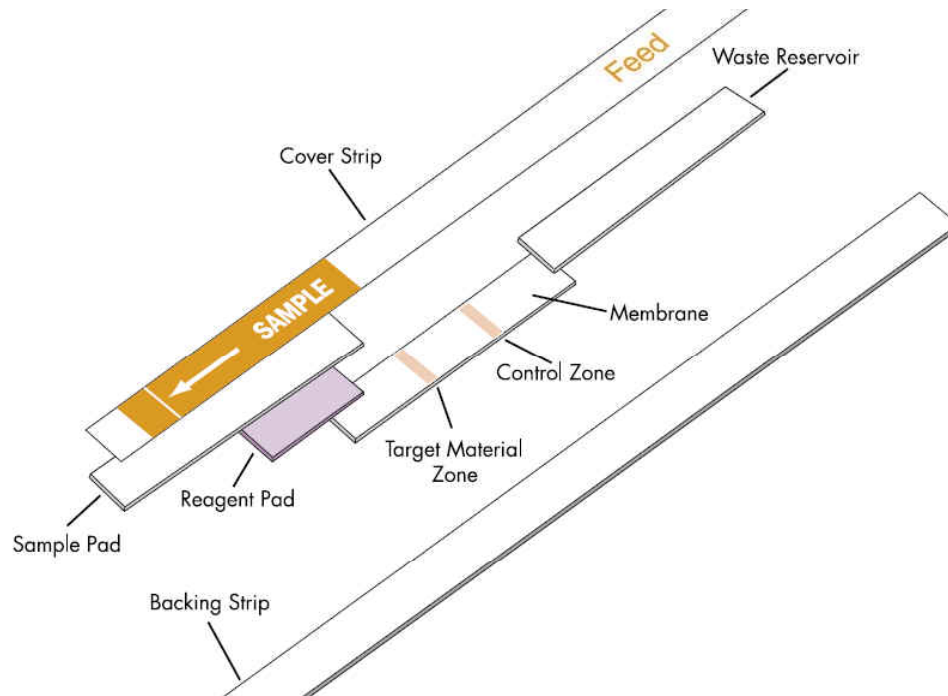 Feed
Waste Reservoir
Cover Strip
SAMPLE
Membrane
Control Zone
Target Material
Zone
Reagent Pad
Sample Pad
Backing Strip